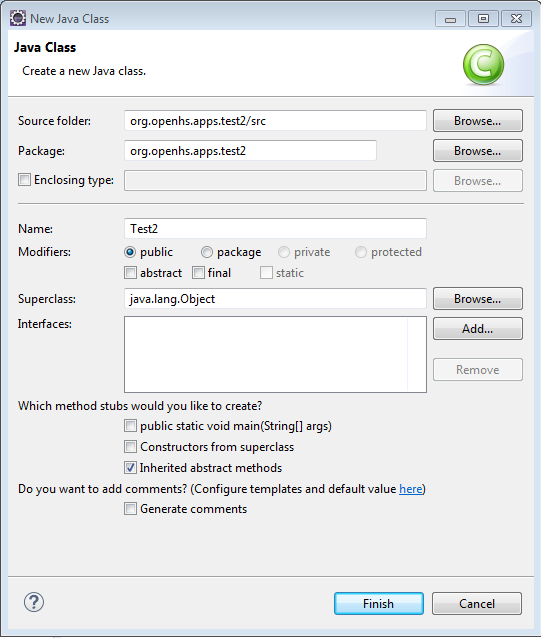 New Java Class
Java Class
Create a new Java class.
C
Source folder: org.openhs.apps.test2/src Browse...
Package: org.openhs.apps.test2 Browse...
Enclosing type: Browse...
Name: Test2
Modifiers: public package private protected
abstract final static
Superclass: java.lang.Object Browse...
Interfaces: Add...
Remove
Which method stubs would you like to create?
public static void main(String[] args)
Constructors from superclass
Inherited abstract methods
Do you want to add comments? (Configure templates and default value here)
Generate comments
? Finish Cancel